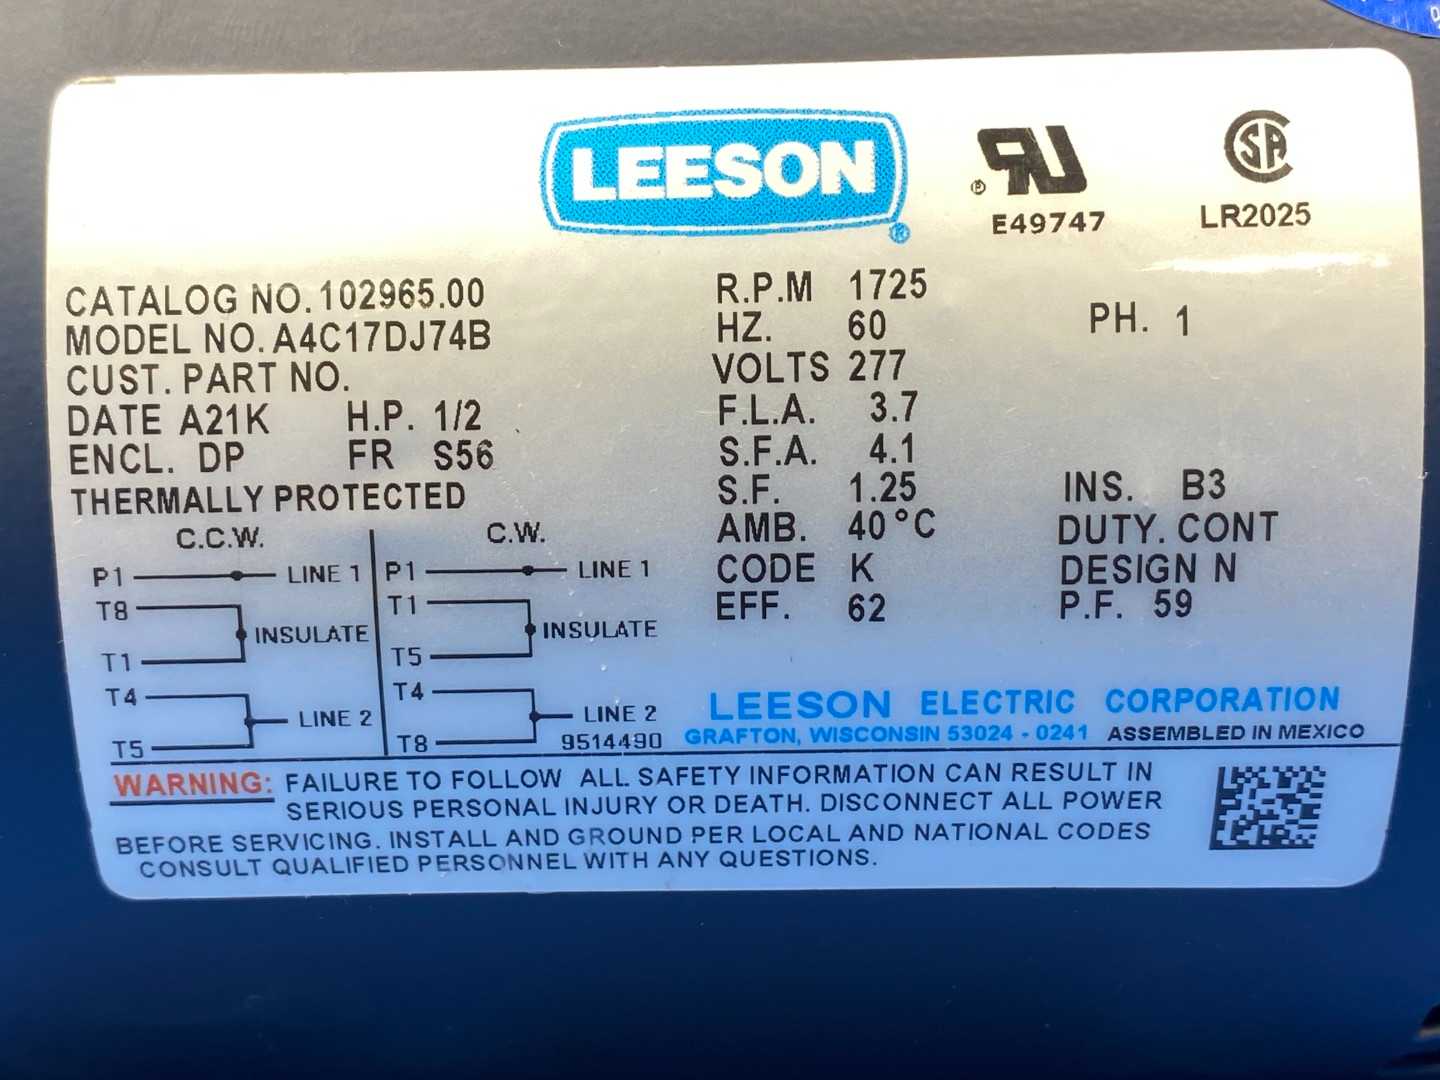 LEESON
®
® RU
E49747
SA
LR2025
CATALOG NO. 102965.00
MODEL NO. A4C17DJ74B
CUST. PART NO.
DATE A21K H.P. 1/2
ENCL. DP FR S56
THERMALLY PROTECTED
R.P.M 1725
HZ. 60 PH. 1
VOLTS 277
F.L.A. 3.7
S.F.A. 4.1
S.F. 1.25 INS. B3
AMB. 40°C DUTY. CONT
CODE K DESIGN N
EFF. 62 P.F. 59
C.C.W.
P1 LINE 1
T8
INSULATE
T1
T4
LINE 2
T5
C.W.
P1 LINE 1
T1
INSULATE
T5
T4
LINE 2
T8 9514490
LEESON ELECTRIC CORPORATION
GRAFTON, WISCONSIN 53024 - 0241 ASSEMBLED IN MEXICO
WARNING: FAILURE TO FOLLOW ALL SAFETY INFORMATION CAN RESULT IN
SERIOUS PERSONAL INJURY OR DEATH. DISCONNECT ALL POWER
BEFORE SERVICING. INSTALL AND GROUND PER LOCAL AND NATIONAL CODES
CONSULT QUALIFIED PERSONNEL WITH ANY QUESTIONS.